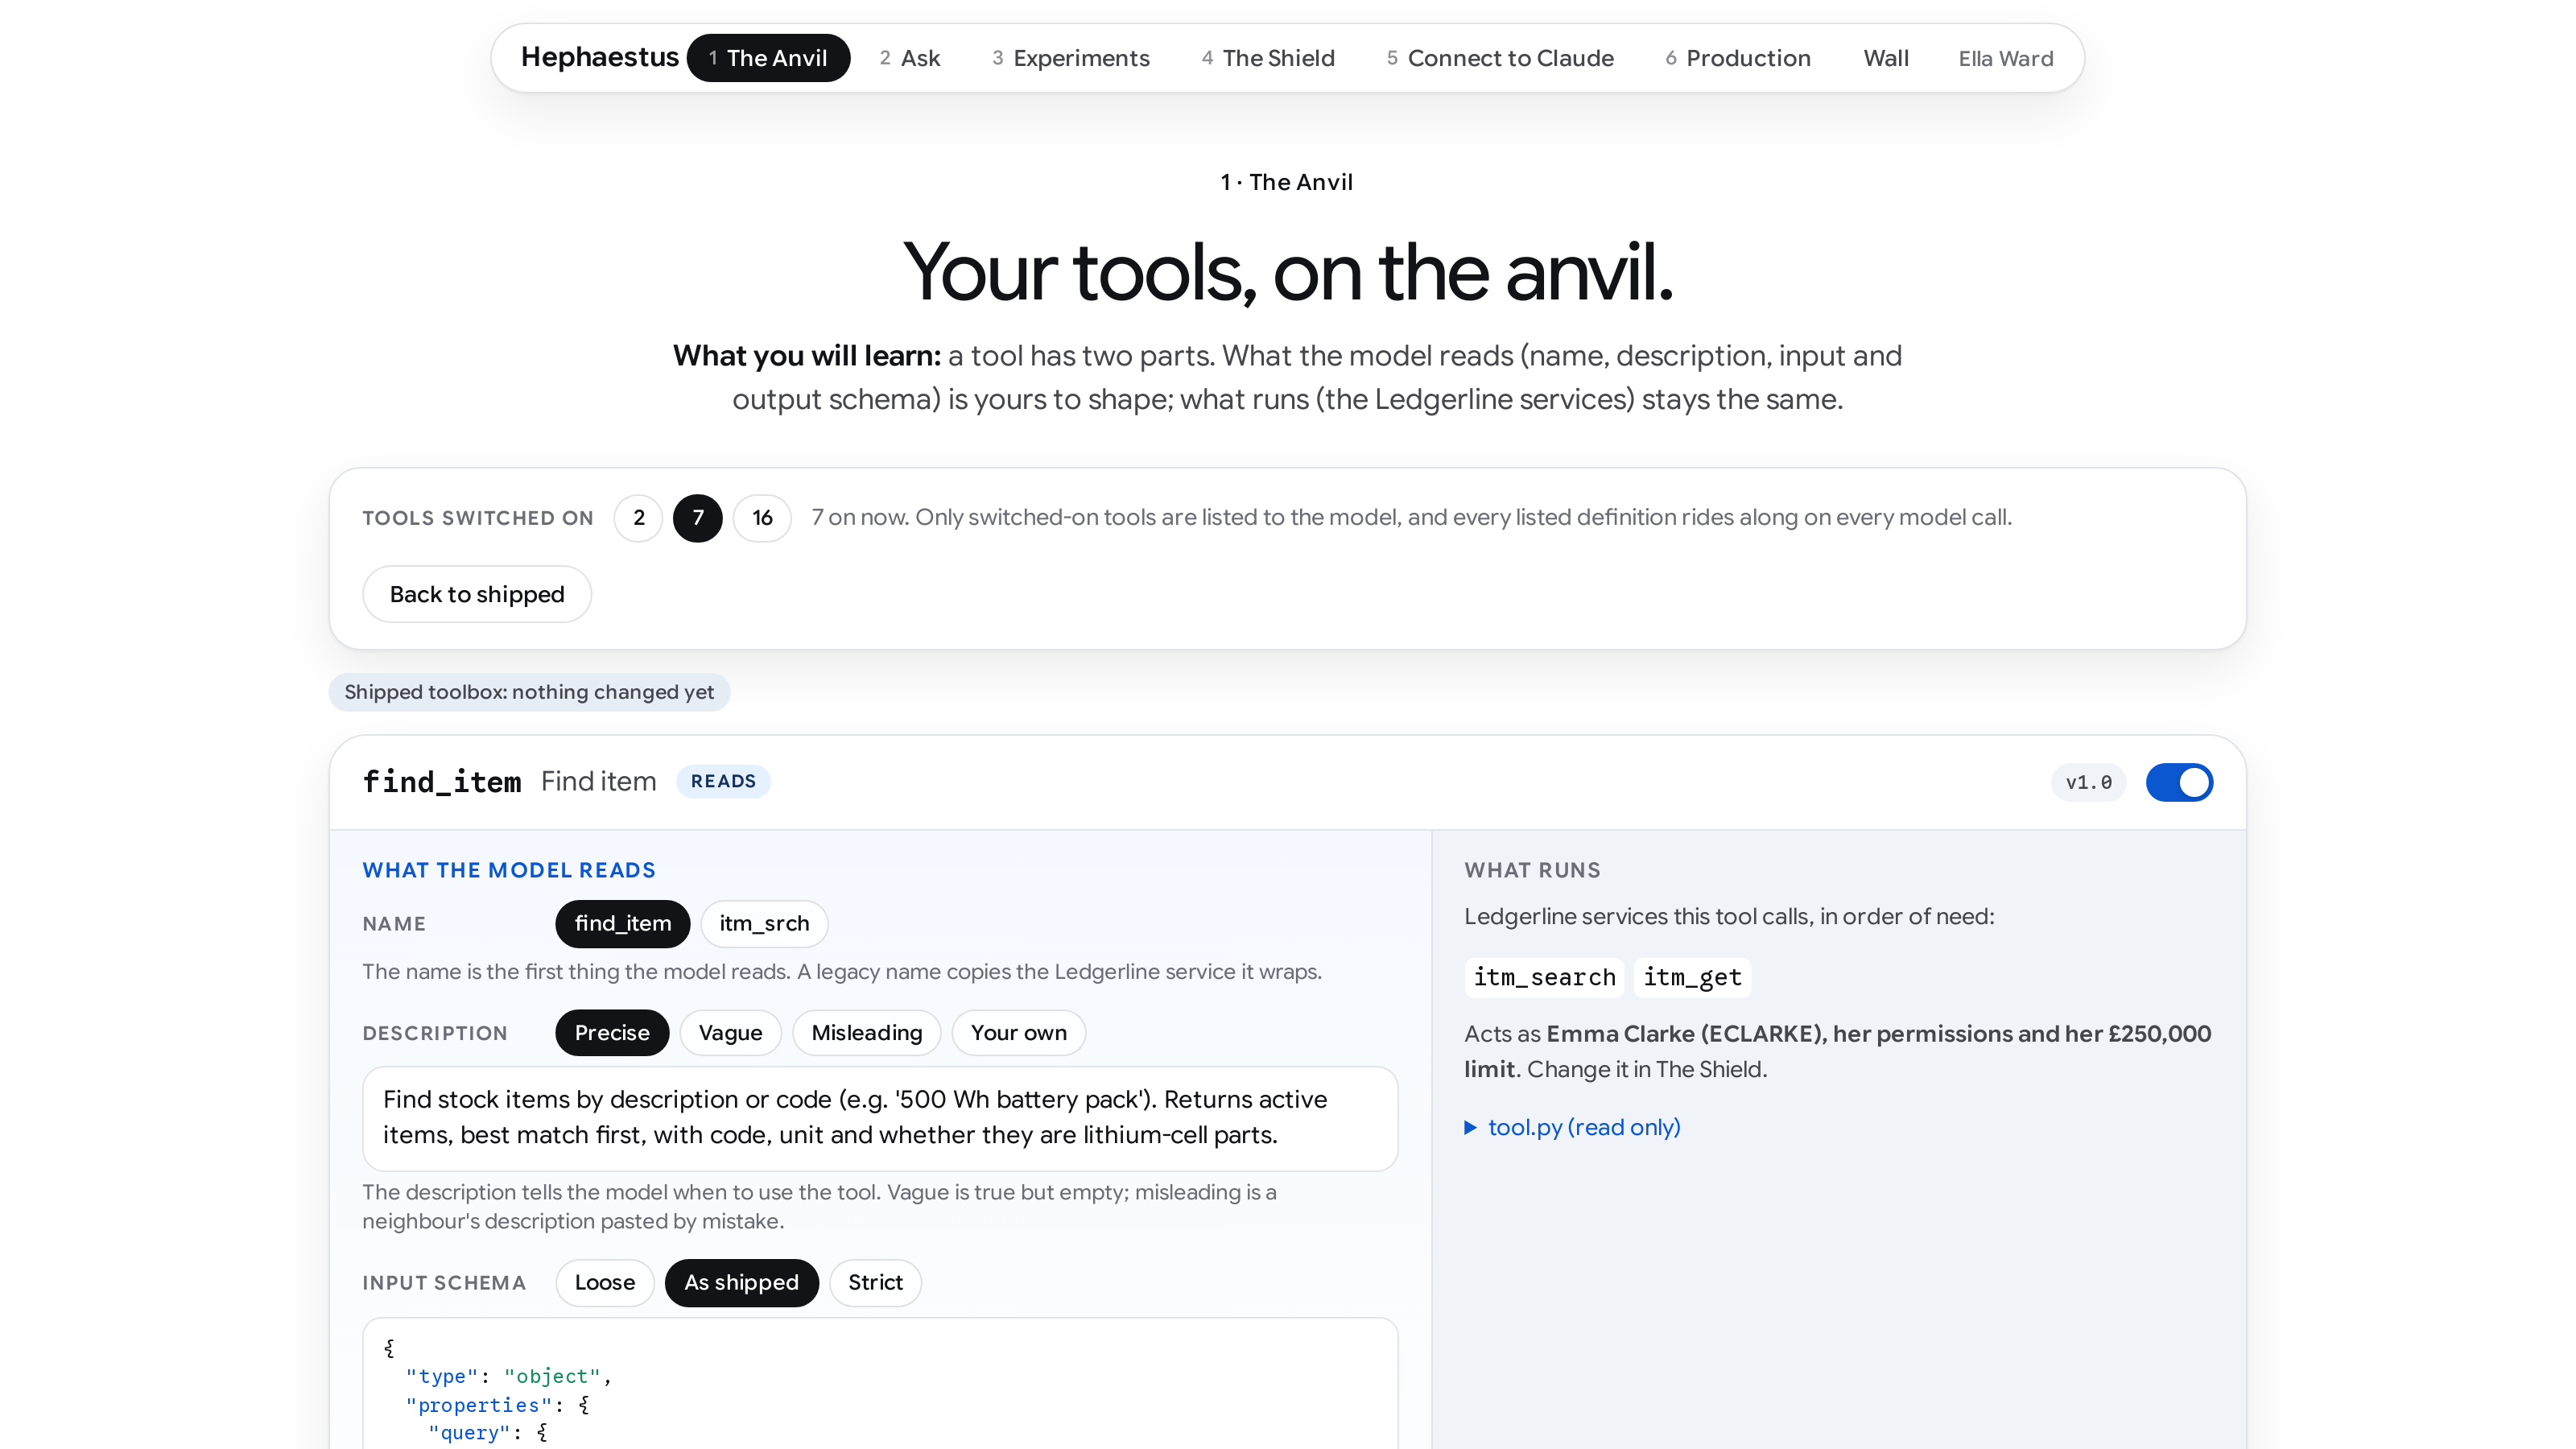 Hephaestus 1 The Anvil 2 Ask 3 Experiments 4 The Shield 5 Connect to Claude 6 Production Wall Ella Ward
1 · The Anvil
Your tools, on the anvil.
What you will learn: a tool has two parts. What the model reads (name, description, input and
output schema) is yours to shape; what runs (the Ledgerline services) stays the same.
TOOLS SWITCHED ON 2 7 16 7 on now. Only switched-on tools are listed to the model, and every listed definition rides along on every model call.
Back to shipped
Shipped toolbox: nothing changed yet
find_item Find item READS v1.0
WHAT THE MODEL READS
NAME find_item itm_srch
The name is the first thing the model reads. A legacy name copies the Ledgerline service it wraps.
DESCRIPTION Precise Vague Misleading Your own
Find stock items by description or code (e.g. '500 Wh battery pack'). Returns active
items, best match first, with code, unit and whether they are lithium-cell parts.
The description tells the model when to use the tool. Vague is true but empty; misleading is a
neighbour's description pasted by mistake.
INPUT SCHEMA Loose As shipped Strict
{
"type": "object",
"properties": {
"query": {
WHAT RUNS
Ledgerline services this tool calls, in order of need:
itm_search itm_get
Acts as Emma Clarke (ECLARKE), her permissions and her £250,000
limit. Change it in The Shield.
tool.py (read only)